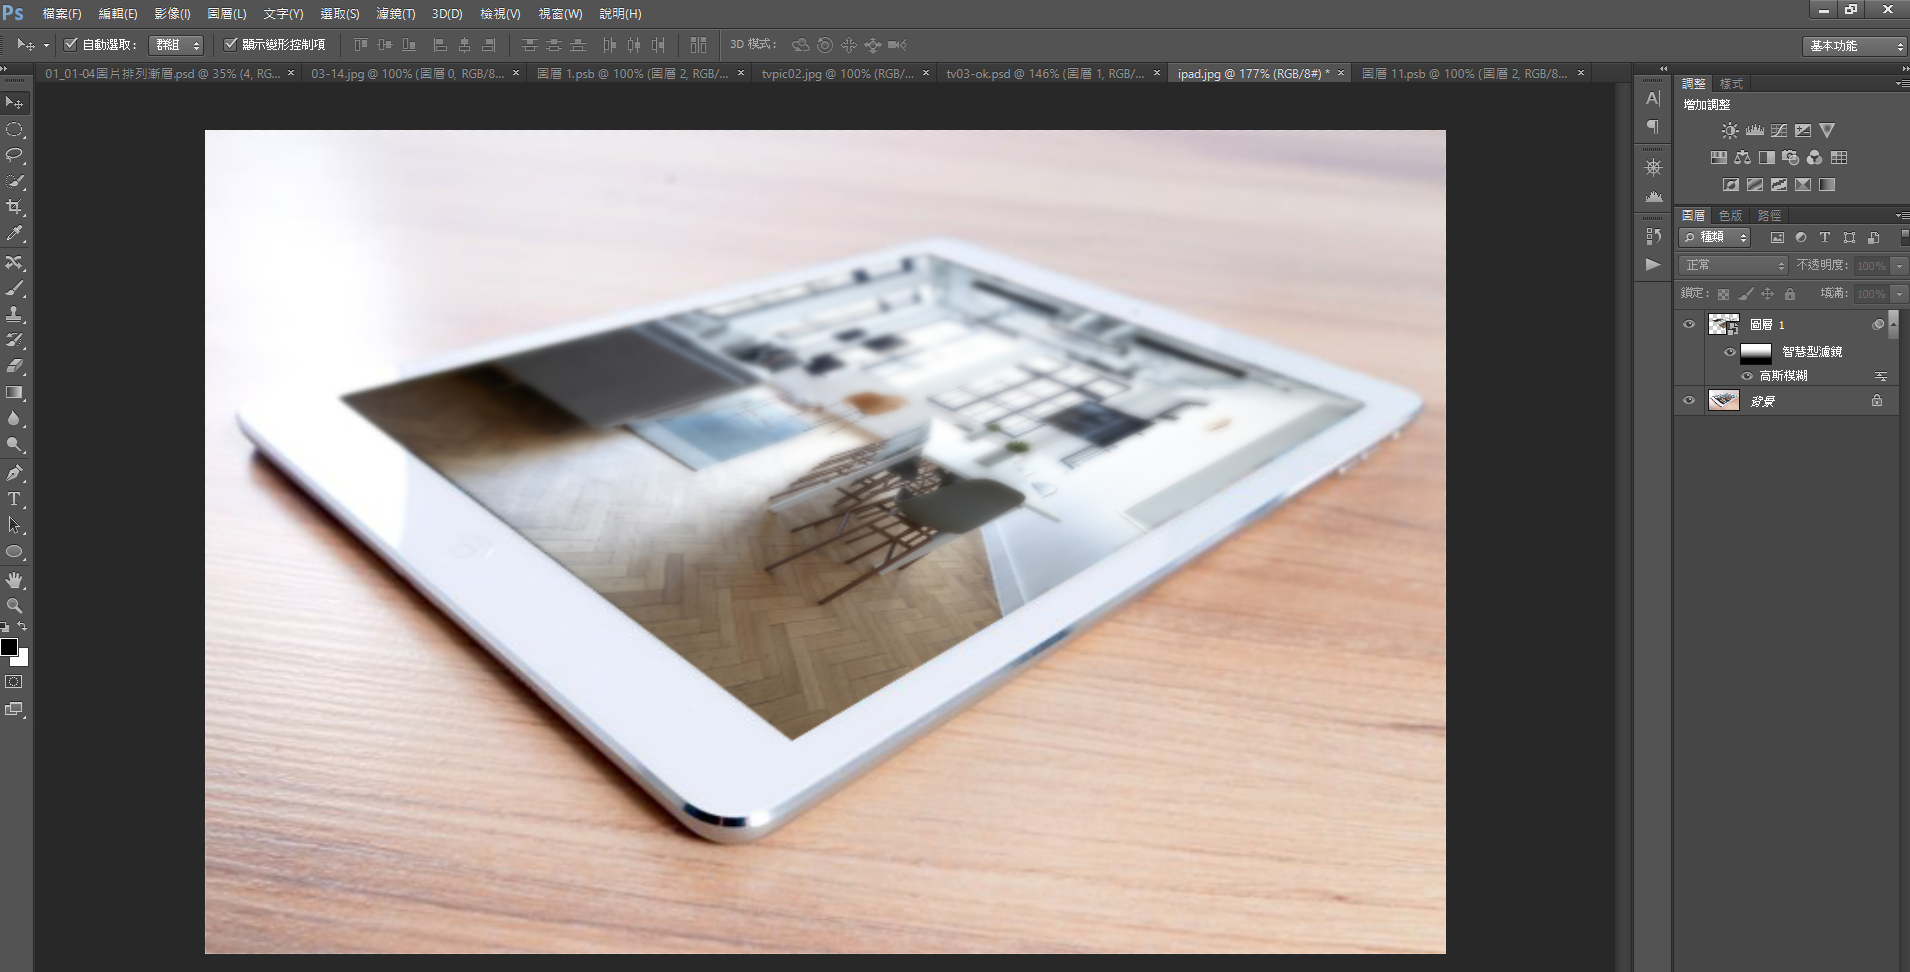 Ps 檔案(F) 編輯(E) 影像(I) 圖層(L) 文字(Y) 選取(S) 濾鏡(T) 3D(D) 檢視(V) 視窗(W) 說明(H)
自動選取： 群組 顯示變形控制項 3D 模式： 基本功能
01_01-04圖片排列漸層.psd @ 35% (4, RG... × 03-14.jpg @ 100% (圖層 0, RGB/8... × 圖層 1.psb @ 100% (圖層 2, RGB/... × tvpic02.jpg @ 100% (RGB/... × tv03-ok.psd @ 146% (圖層 1, RGB/... × ipad.jpg @ 177% (RGB/8#) * × 圖層 11.psb @ 100% (圖層 2, RGB/8... ×
調整 樣式
增加調整
圖層 色版 路徑
種類
正常 不透明度： 100%
鎖定： 填滿： 100%
圖層 1
智慧型濾鏡
高斯模糊
背景